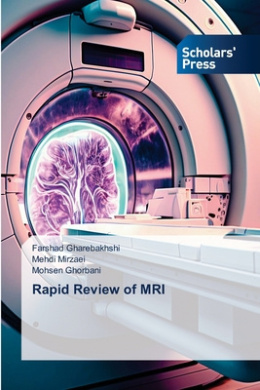 Scholars'
Press
Farshad Gharebakhshi
Mehdi Mirzaei
Mohsen Ghorbani
Rapid Review of MRI